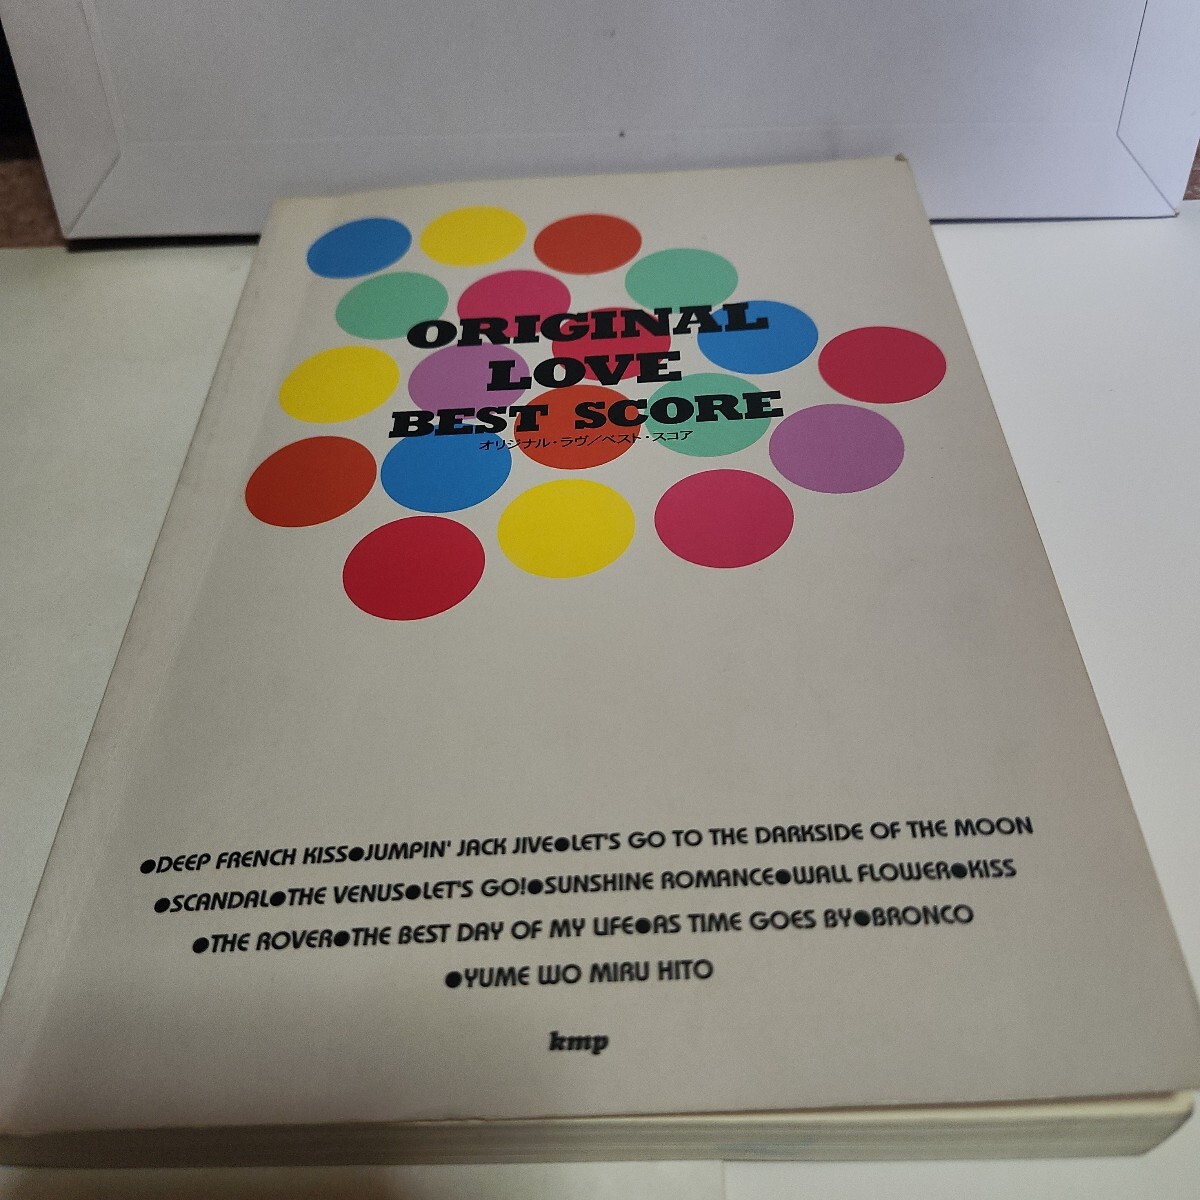 ORIGINAL
LOVE
BEST SCORE
オリジナル・ラヴ／ベスト・スコア
●DEEP FRENCH KISS●JUMPIN' JACK JIVE●LET'S GO TO THE DARKSIDE OF THE MOON
●SCANDAL●THE VENUS●LET'S GO!●SUNSHINE ROMANCE●WALL FLOWER●KISS
●THE ROVER●THE BEST DAY OF MY LIFE●AS TIME GOES BY●BRONCO
●YUME WO MIRU HITO
kmp